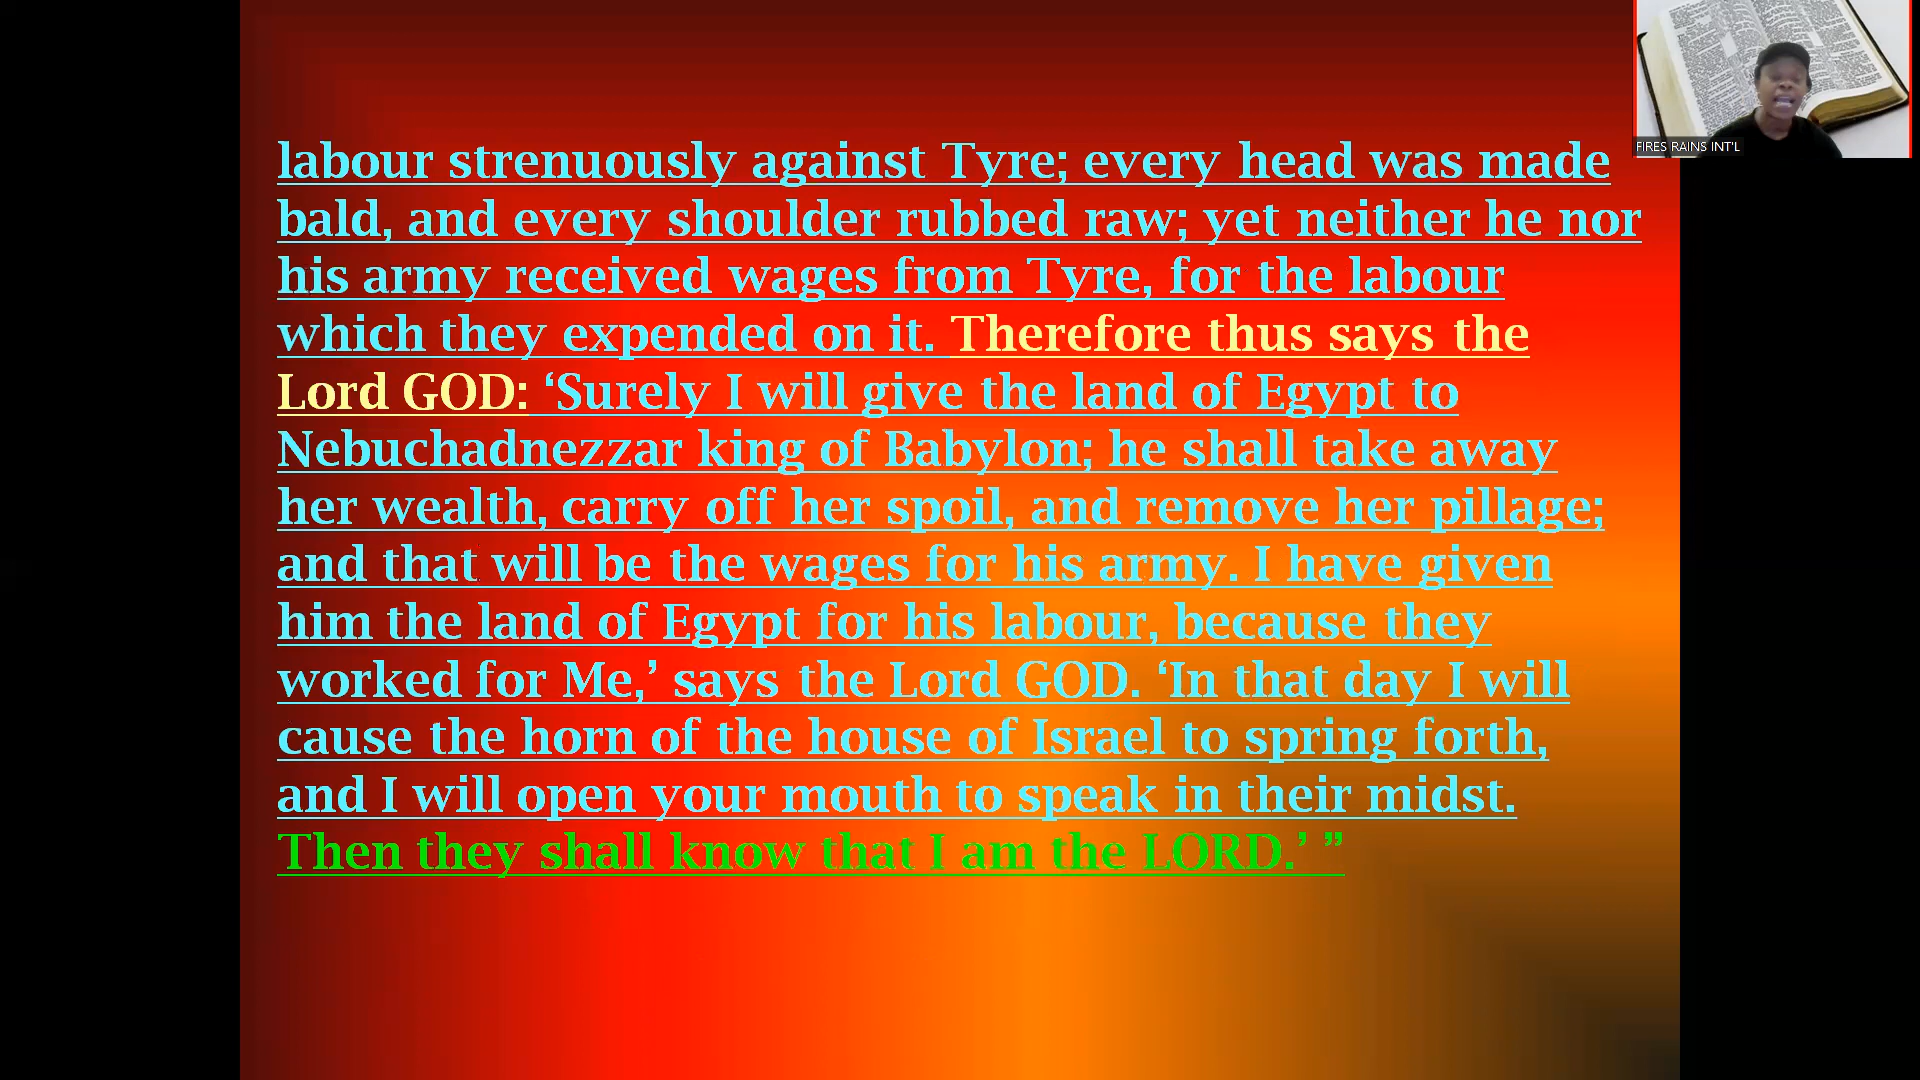 labour strenuously against Tyre; every head was made
bald, and every shoulder rubbed raw; yet neither he nor
his army received wages from Tyre, for the labour
which they expended on it. Therefore thus says the
Lord GOD: ‘Surely I will give the land of Egypt to
Nebuchadnezzar king of Babylon; he shall take away
her wealth, carry off her spoil, and remove her pillage;
and that will be the wages for his army. I have given
him the land of Egypt for his labour, because they
worked for Me,’ says the Lord GOD. ‘In that day I will
cause the horn of the house of Israel to spring forth,
and I will open your mouth to speak in their midst.
Then they shall know that I am the LORD.’ ”
FIRES RAINS INT'L